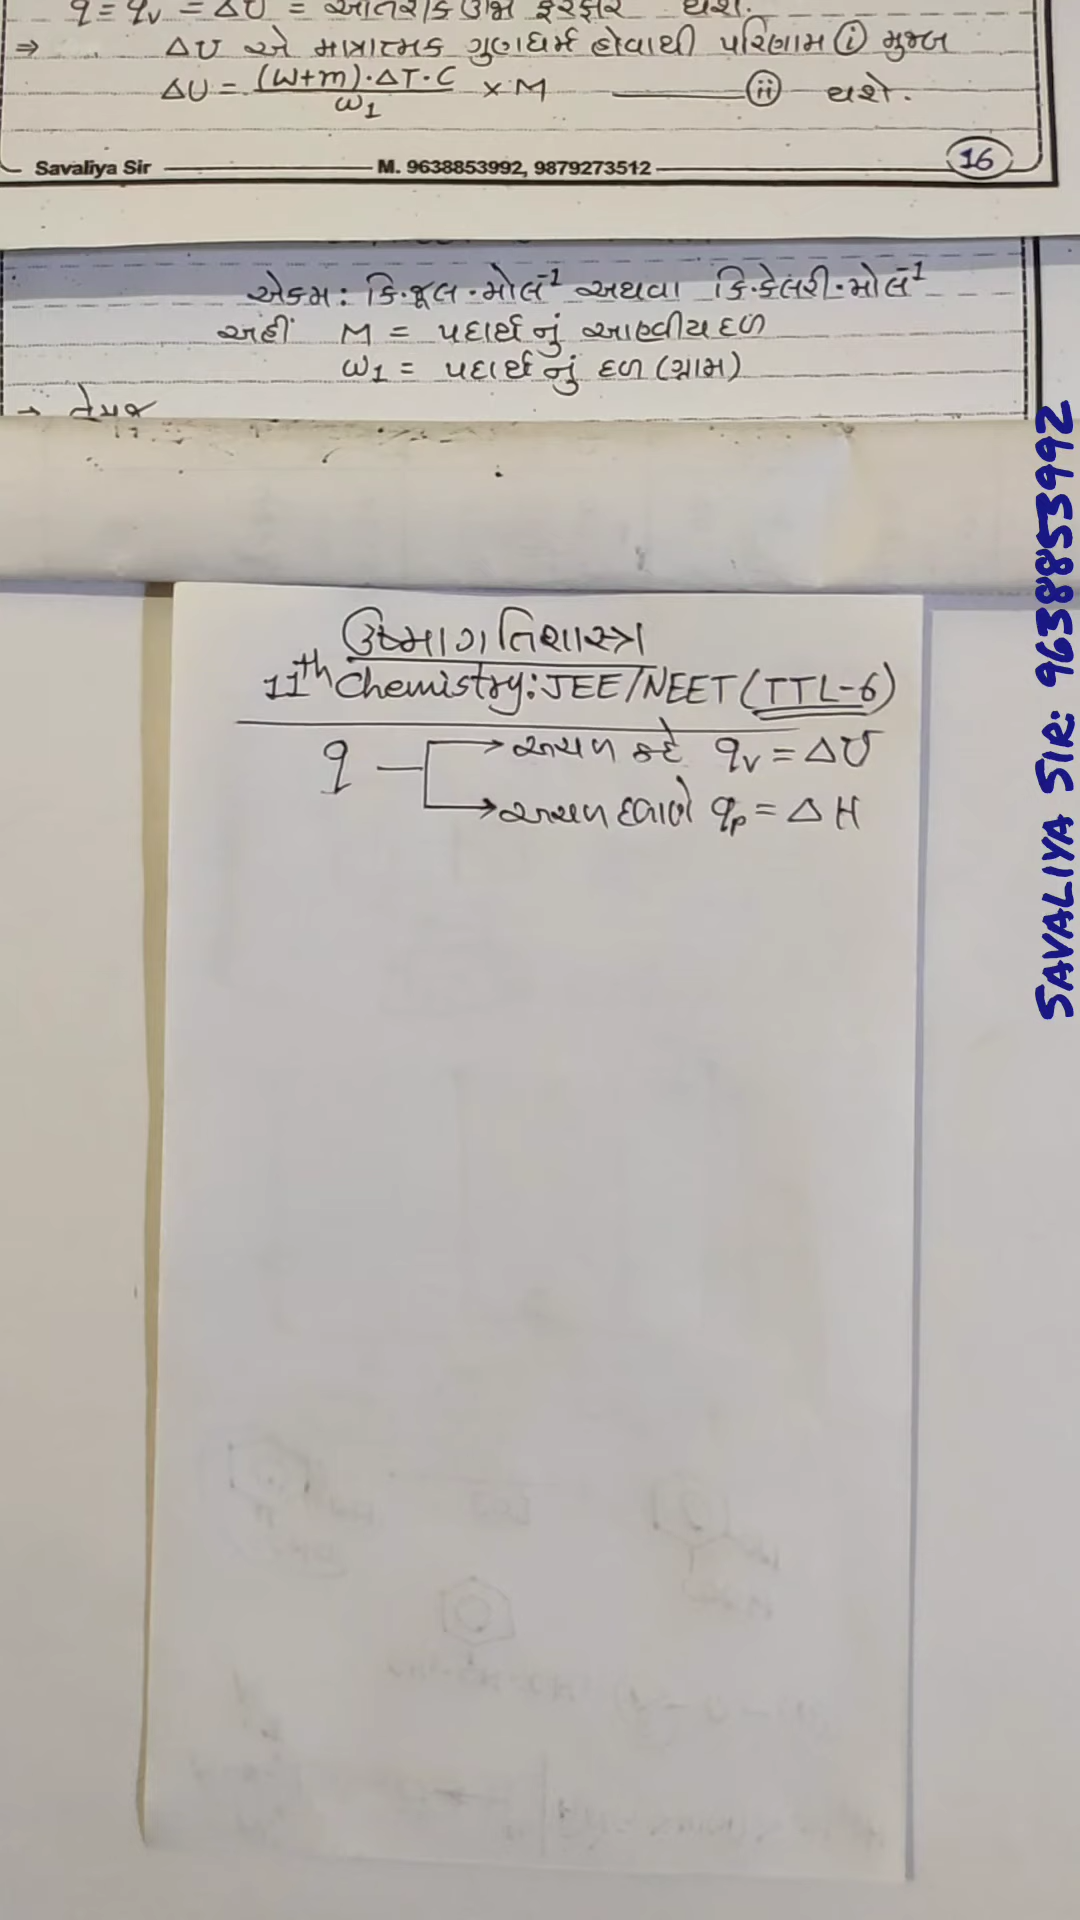 q = qv = ΔU = આંતરિક ઉર્જા ફેરફાર થશે.
⇒ ΔU એ માત્રાત્મક ગુણધર્મ હોવાથી પરિણામ (i) મુજબ
ΔU = (W+m)·ΔT·C / ω1 × M ——— (ii) થશે.
Savaliya Sir M. 9638853992, 9879273512 16
એકમ: કિ.જૂલ.મોલ⁻¹ અથવા કિ.કેલરી.મોલ⁻¹
અહીં M = પદાર્થનું આણ્વીય દળ
ω1 = પદાર્થનું દળ (ગ્રામ)
→ તેમજ
ઉષ્માગતિશાસ્ત્ર
11th Chemistry: JEE/NEET (TTL-6)
q → અચળ કદે qv = ΔU
→ અચળ દબાણે qp = ΔH
SAVALIYA SIR: 9638853992